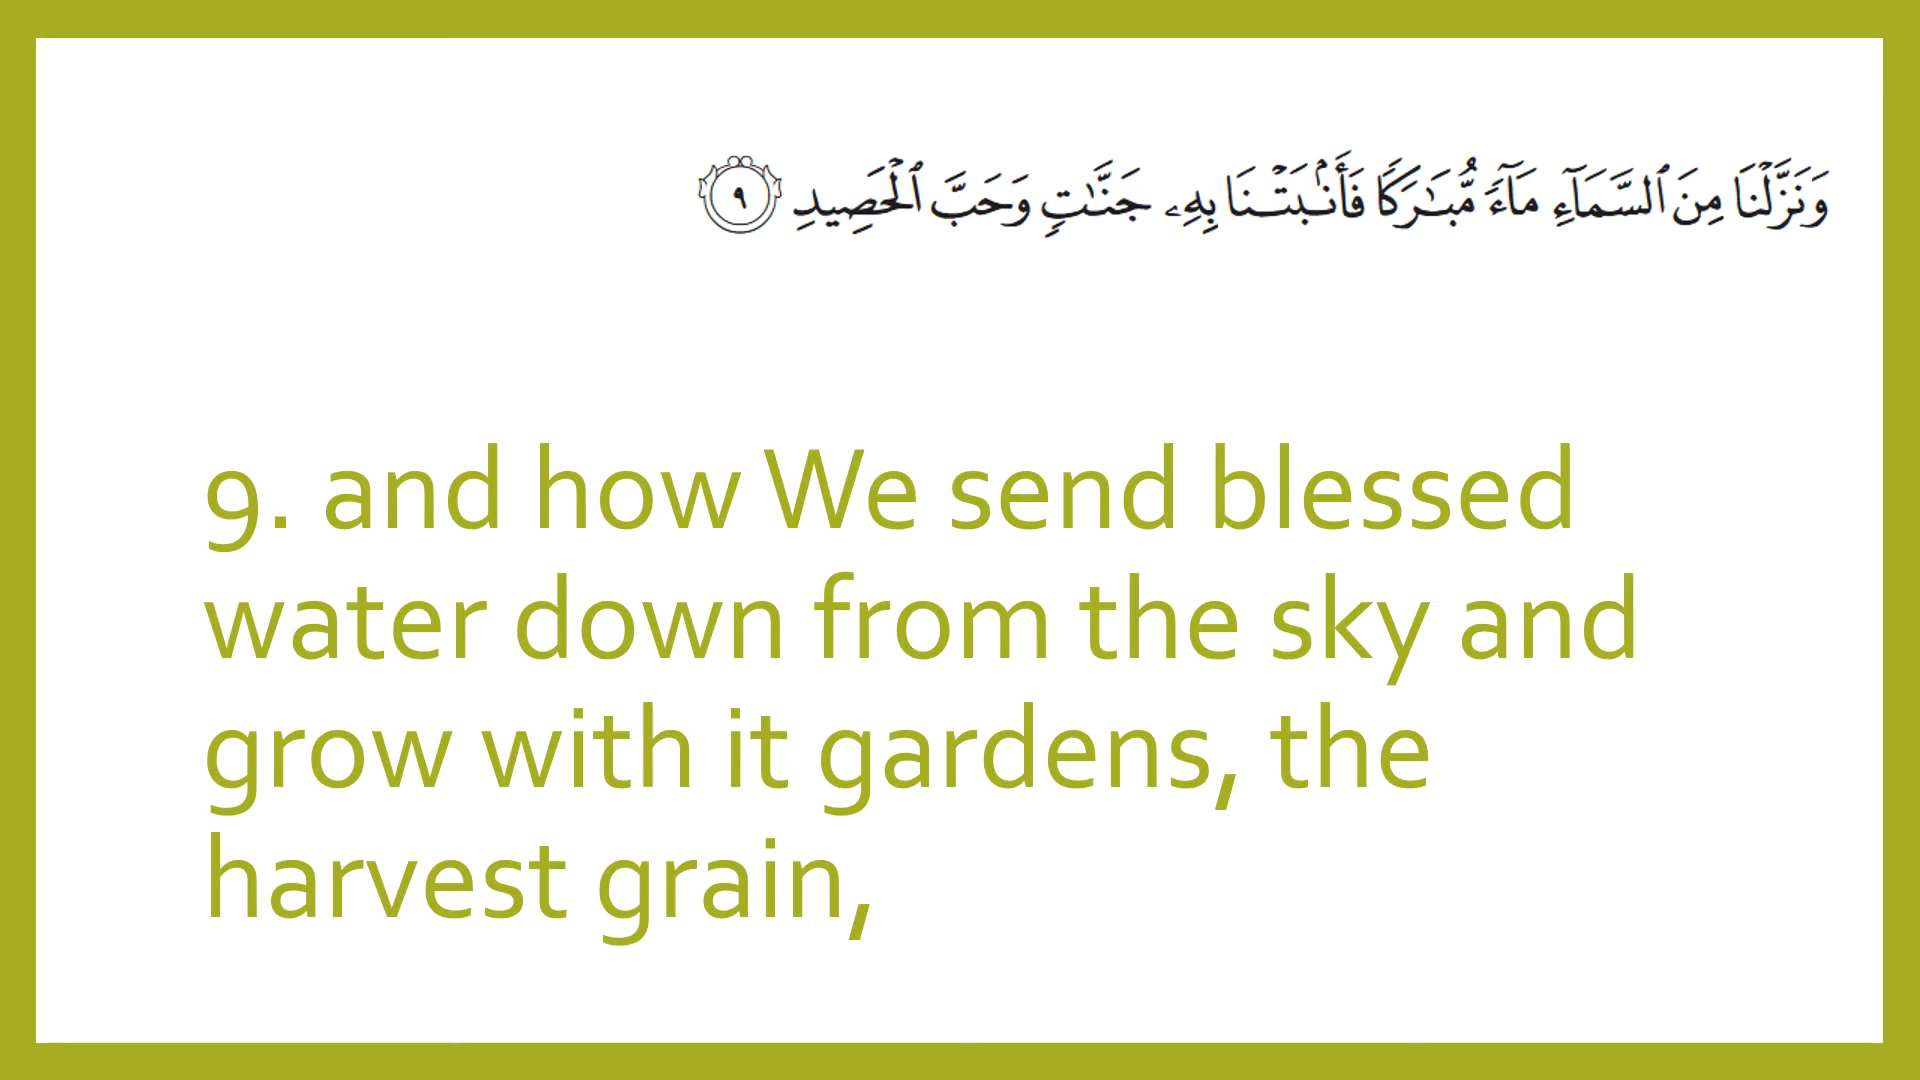 وَنَزَّلْنَا مِنَ ٱلسَّمَآءِ مَآءً مُّبَـٰرَكًا فَأَنۢبَتْنَا بِهِۦ جَنَّـٰتٍ وَحَبَّ ٱلْحَصِيدِ ٩
9. and how We send blessed
water down from the sky and
grow with it gardens, the
harvest grain,